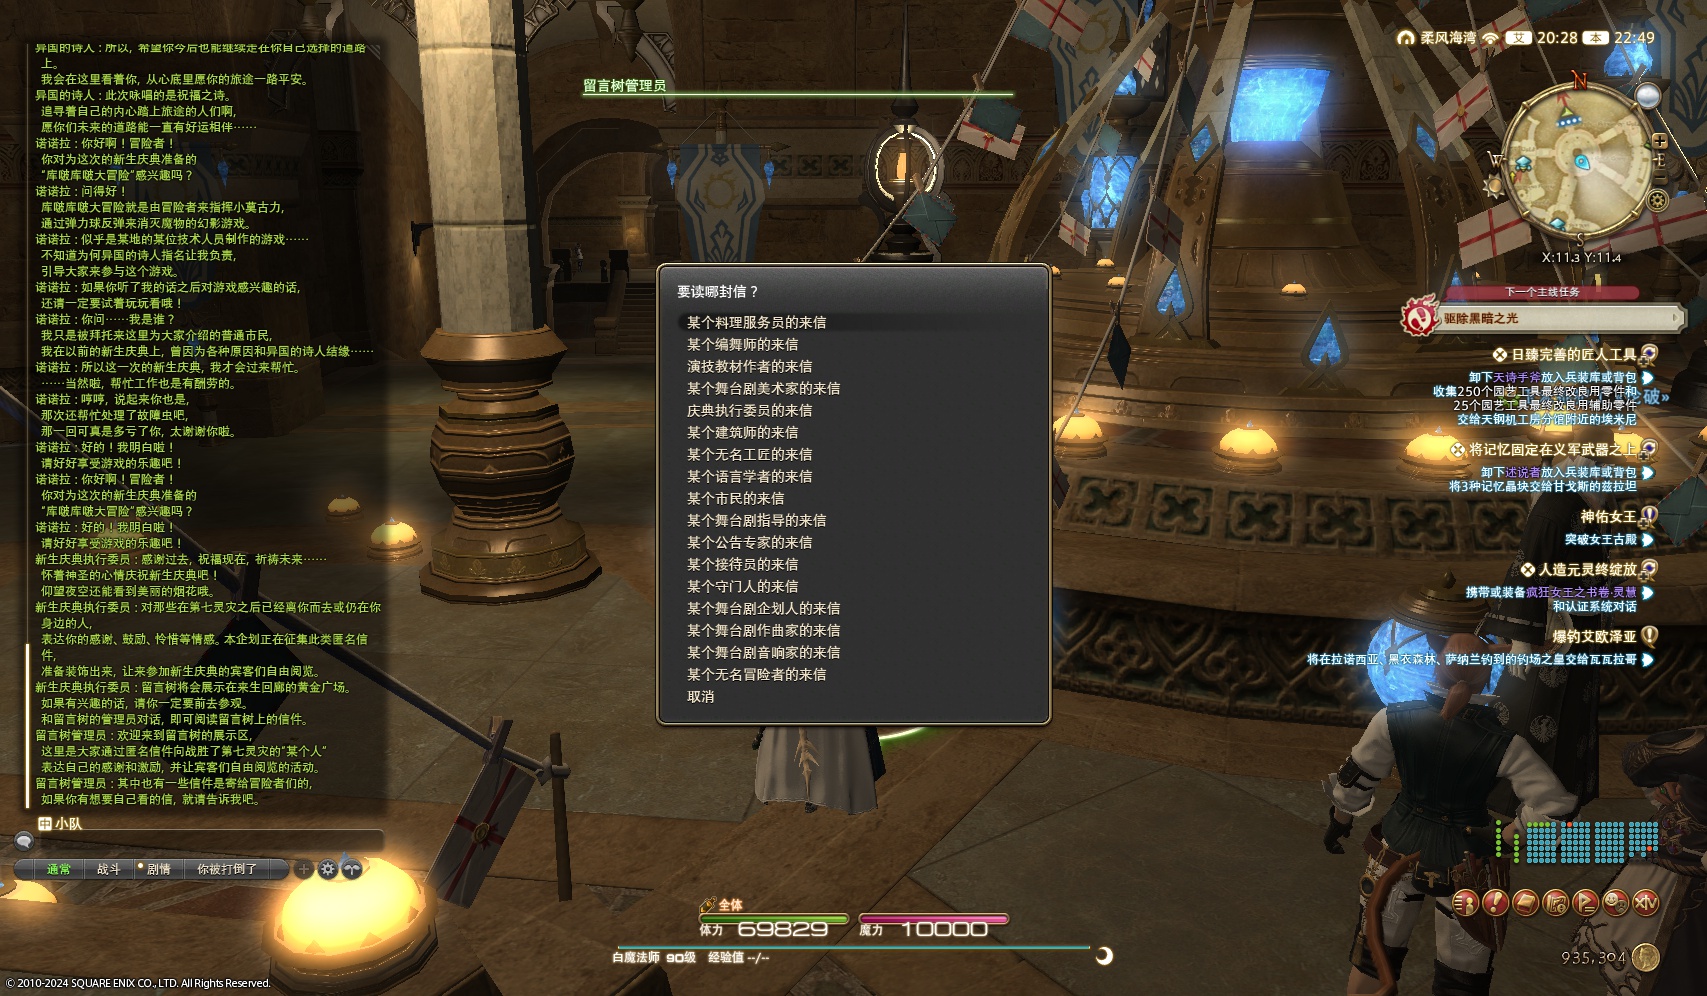 异国的诗人：所以，希望你今后也能继续走在你自己选择的道路
上。
我会在这里看着你，从心底里愿你的旅途一路平安。
异国的诗人：此次咏唱的是祝福之诗。
追寻着自己的内心踏上旅途的人们啊，
愿你们未来的道路能一直有好运相伴……
诺诺拉：你好啊！冒险者！
你对为这次的新生庆典准备的
“库啵库啵大冒险”感兴趣吗？
诺诺拉：问得好！
库啵库啵大冒险就是由冒险者来指挥小莫古力，
通过弹力球反弹来消灭魔物的幻影游戏。
诺诺拉：似乎是某地的某位技术人员制作的游戏……
不知道为何异国的诗人指名让我负责，
引导大家来参与这个游戏。
诺诺拉：如果你听了我的话之后对游戏感兴趣的话，
还请一定要试着玩玩看哦！
诺诺拉：你问……我是谁？
我只是被拜托来这里为大家介绍的普通市民，
我在以前的新生庆典上，曾因为各种原因和异国的诗人结缘……
诺诺拉：所以这一次的新生庆典，我才会过来帮忙。
……当然啦，帮忙工作也是有酬劳的。
诺诺拉：哼哼，说起来你也是，
那次还帮忙处理了故障虫吧，
那一回可真是多亏了你，太谢谢你啦。
诺诺拉：好的！我明白啦！
请好好享受游戏的乐趣吧！
诺诺拉：你好啊！冒险者！
你对为这次的新生庆典准备的
“库啵库啵大冒险”感兴趣吗？
诺诺拉：好的！我明白啦！
请好好享受游戏的乐趣吧！
新生庆典执行委员：感谢过去，祝福现在，祈祷未来……
怀着神圣的心情庆祝新生庆典吧！
仰望夜空还能看到美丽的烟花哦。
新生庆典执行委员：对那些在第七灵灾之后已经离你而去或仍在你
身边的人，
表达你的感谢、鼓励、怜惜等情感。本企划正在征集此类匿名信
件，
准备装饰出来，让来参加新生庆典的宾客们自由阅览。
新生庆典执行委员：留言树将会展示在来生回廊的黄金广场。
如果有兴趣的话，请你一定要前去参观。
和留言树的管理员对话，即可阅读留言树上的信件。
留言树管理员：欢迎来到留言树的展示区，
这里是大家通过匿名信件向战胜了第七灵灾的“某个人”
表达自己的感谢和激励，并让宾客们自由阅览的活动。
留言树管理员：其中也有一些信件是寄给冒险者们的，
如果你有想要自己看的信，就请告诉我吧。
中 小队
通常 战斗 剧情 你被打倒了
© 2010-2024 SQUARE ENIX CO., LTD. All Rights Reserved.
留言树管理员
要读哪封信？
某个料理服务员的来信
某个编舞师的来信
演技教材作者的来信
某个舞台剧美术家的来信
庆典执行委员的来信
某个建筑师的来信
某个无名工匠的来信
某个语言学者的来信
某个市民的来信
某个舞台剧指导的来信
某个公告专家的来信
某个接待员的来信
某个守门人的来信
某个舞台剧企划人的来信
某个舞台剧作曲家的来信
某个舞台剧音响家的来信
某个无名冒险者的来信
取消
全体
体力 69829 魔力 10000
白魔法师 90级 经验值 --/--
柔风海湾 艾 20:28 本 22:49
N
W
E
S
X:11.3 Y:11.4
下一个主线任务
驱除黑暗之光
日臻完善的匠人工具
卸下天诗手斧放入兵装库或背包
收集250个园艺工具最终改良用零件和
25个园艺工具最终改良用辅助零件
交给天钢机工房分馆附近的埃米尼
将记忆固定在义军武器之上
卸下述说者放入兵装库或背包
将3种记忆晶块交给甘戈斯的兹拉坦
神佑女王
突破女王古殿
人造元灵终绽放
携带或装备疯狂女王之书卷·灵慧
和认证系统对话
爆钓艾欧泽亚
将在拉诺西亚、黑衣森林、萨纳兰钓到的钓场之皇交给瓦瓦拉哥
XIV
935,304